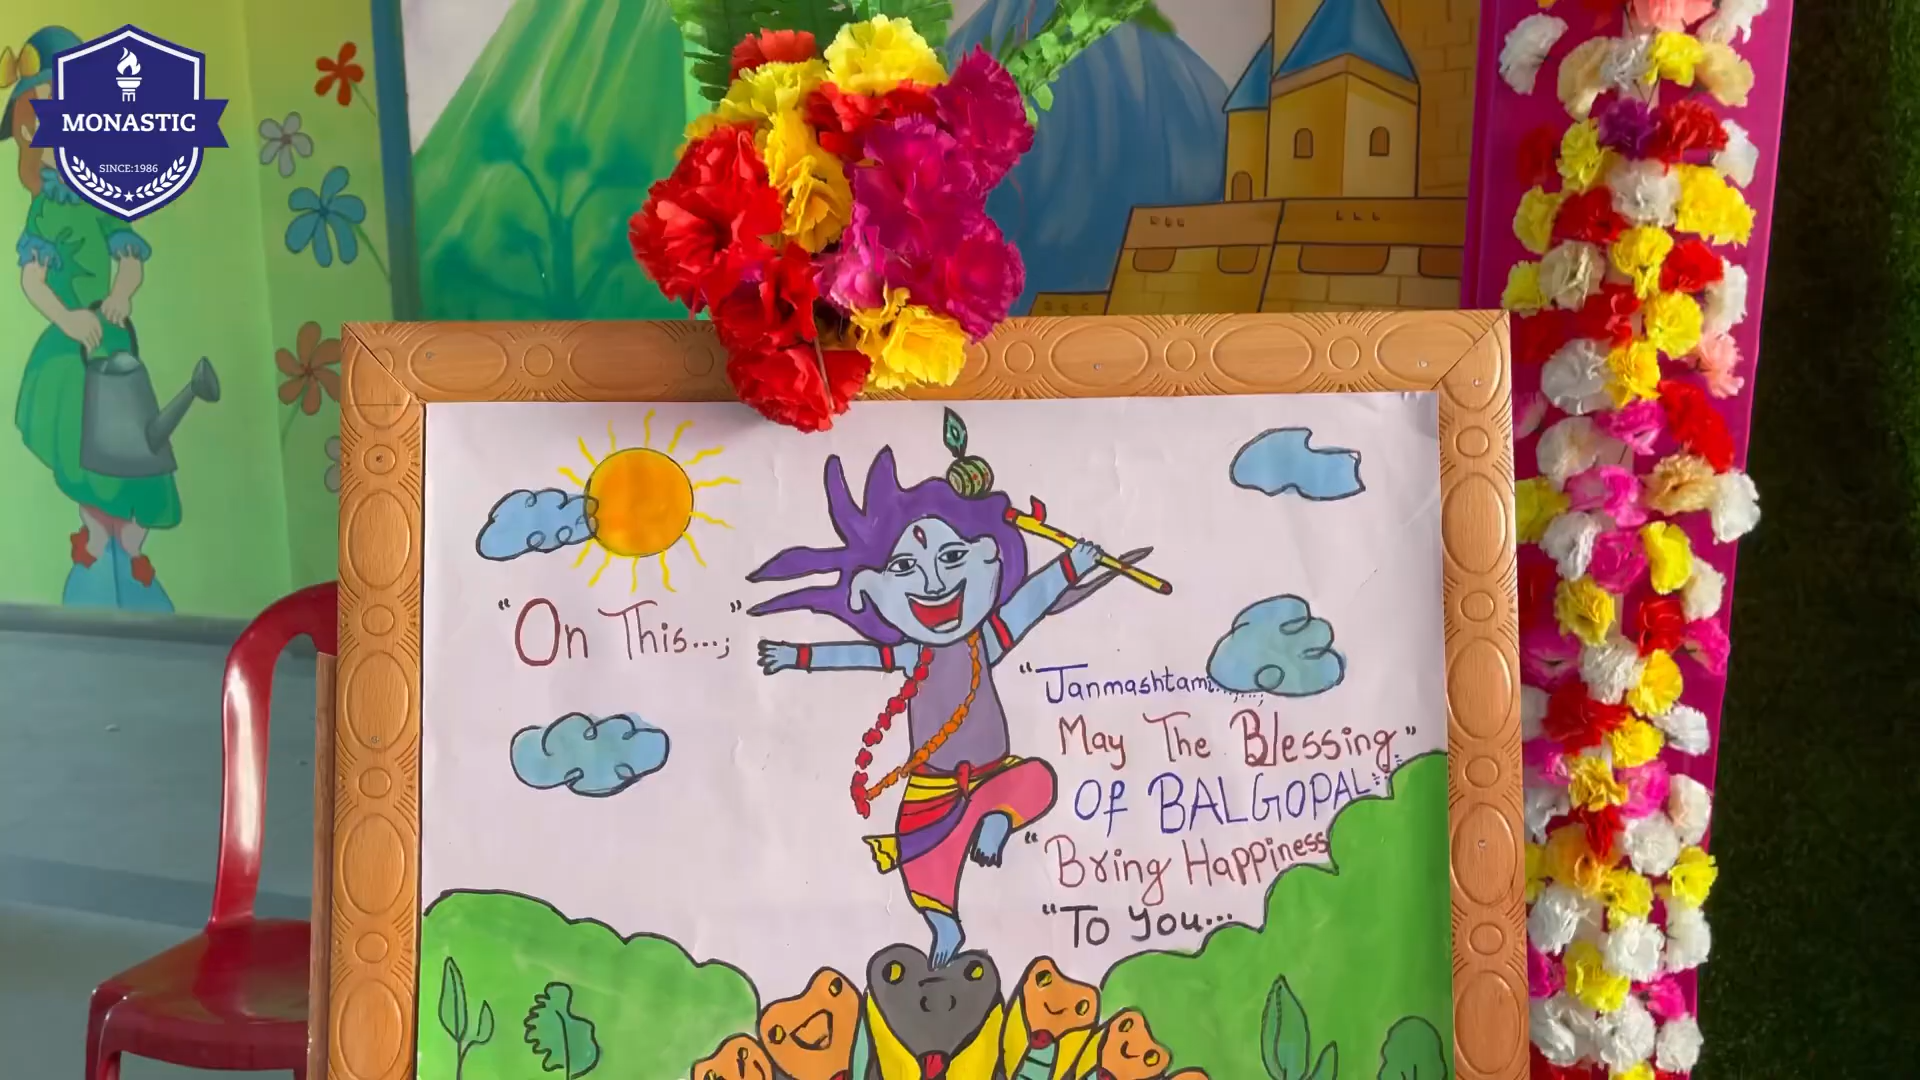 MONASTIC
SINCE:1986
"On This...;"
"Janmashtami......;
May The Blessing"
Of BALGOPAL
"Bring Happiness
"To you...